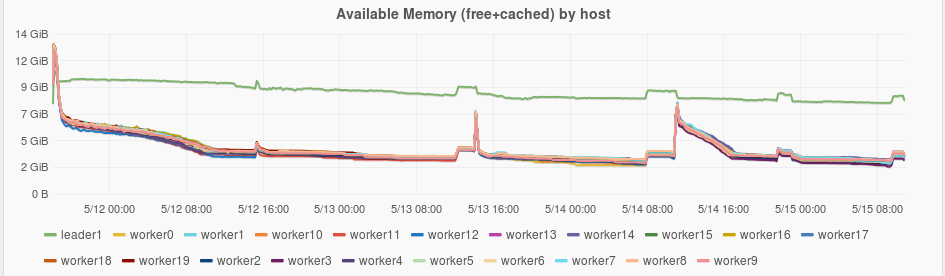 Available Memory (free+cached) by host
14 GiB
12 GiB
9 GiB
7 GiB
5 GiB
2 GiB
0 B
5/12 00:00 5/12 08:00 5/12 16:00 5/13 00:00 5/13 08:00 5/13 16:00 5/14 00:00 5/14 08:00 5/14 16:00 5/15 00:00 5/15 08:00
leader1 worker0 worker1 worker10 worker11 worker12 worker13 worker14 worker15 worker16 worker17
worker18 worker19 worker2 worker3 worker4 worker5 worker6 worker7 worker8 worker9